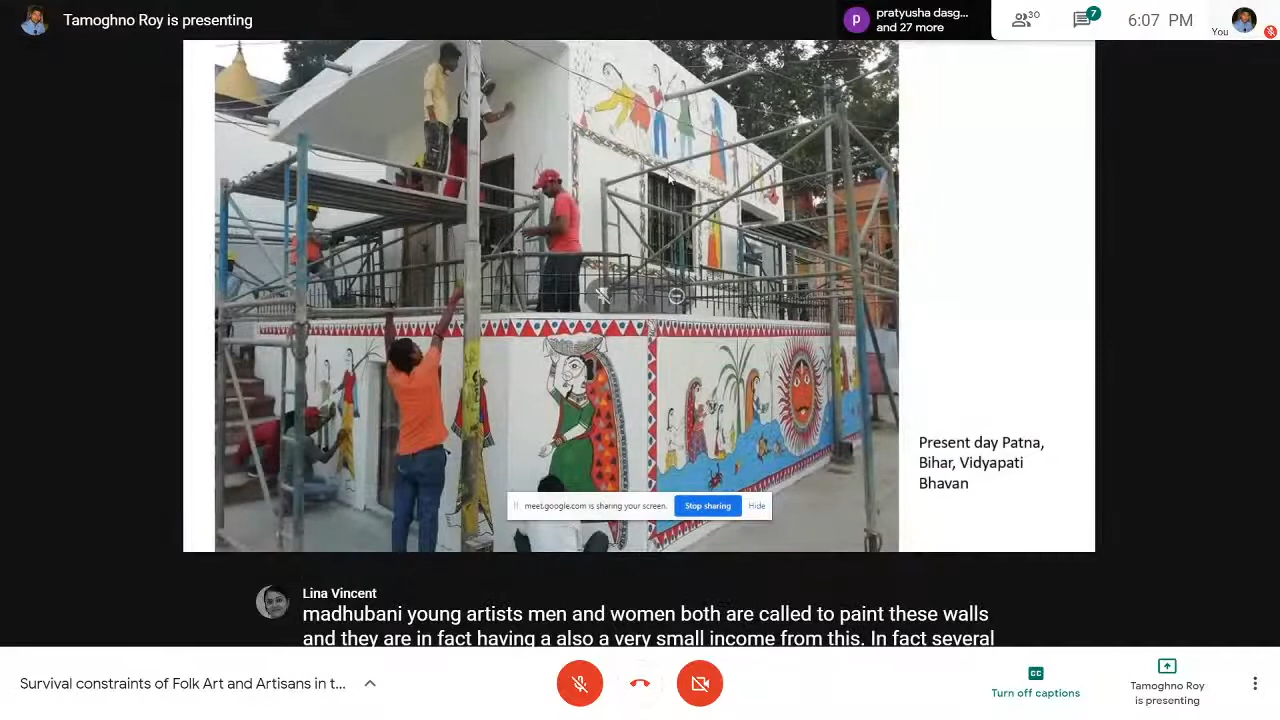 Tamoghno Roy is presenting
p
pratyusha dasg...
and 27 more
30
7
6:07 PM
You
Present day Patna,
Bihar, Vidyapati
Bhavan
meet.google.com is sharing your screen.
Stop sharing
Hide
Lina Vincent
madhubani young artists men and women both are called to paint these walls
and they are in fact having a also a very small income from this. In fact several
Survival constraints of Folk Art and Artisans in t...
CC
Turn off captions
Tamoghno Roy
is presenting